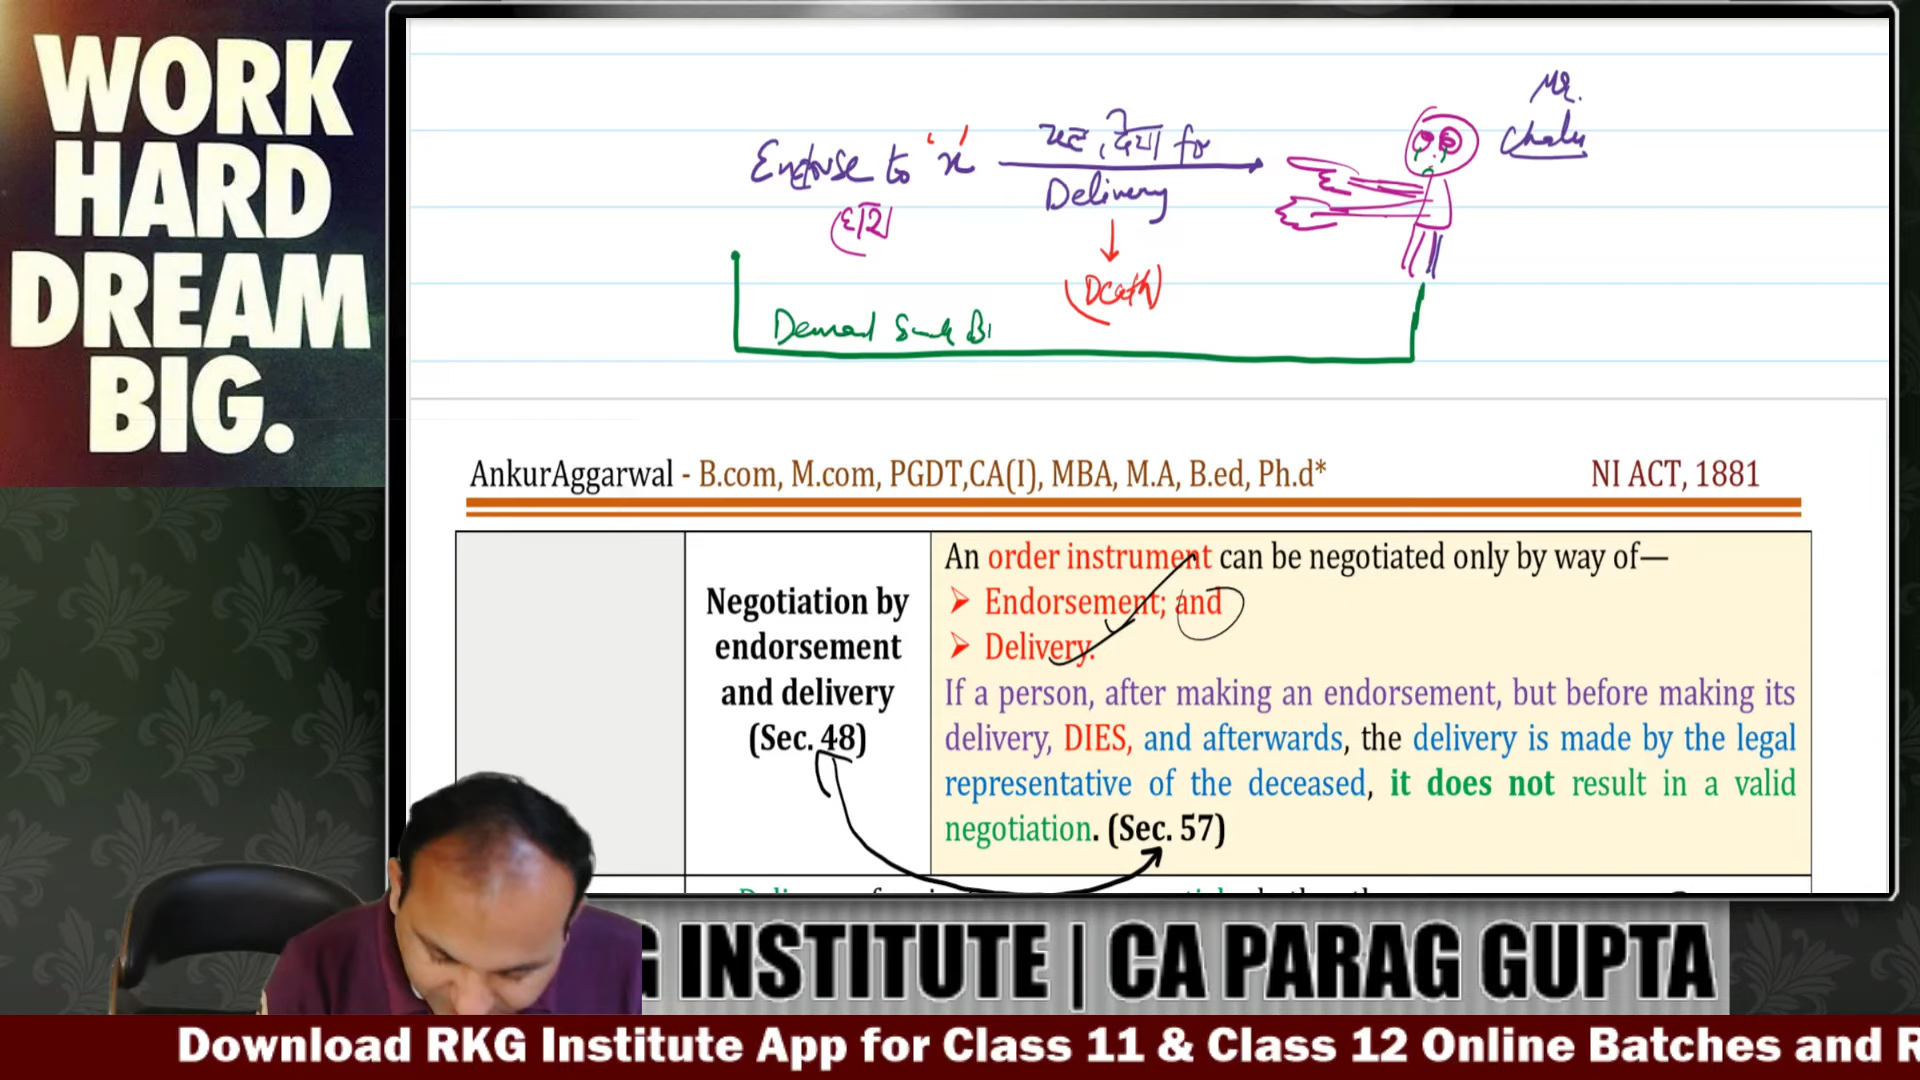 WORK
HARD
DREAM
BIG.
Mr.
Endorse to 'x'
for
Delivery
Death
Demand
AnkurAggarwal - B.com, M.com, PGDT,CA(I), MBA, M.A, B.ed, Ph.d*
NI ACT, 1881
Negotiation by
endorsement
and delivery
(Sec. 48)
An order instrument can be negotiated only by way of—
➢ Endorsement; and
➢ Delivery.
If a person, after making an endorsement, but before making its
delivery, DIES, and afterwards, the delivery is made by the legal
representative of the deceased, it does not result in a valid
negotiation. (Sec. 57)
G INSTITUTE | CA PARAG GUPTA
Download RKG Institute App for Class 11 & Class 12 Online Batches and R